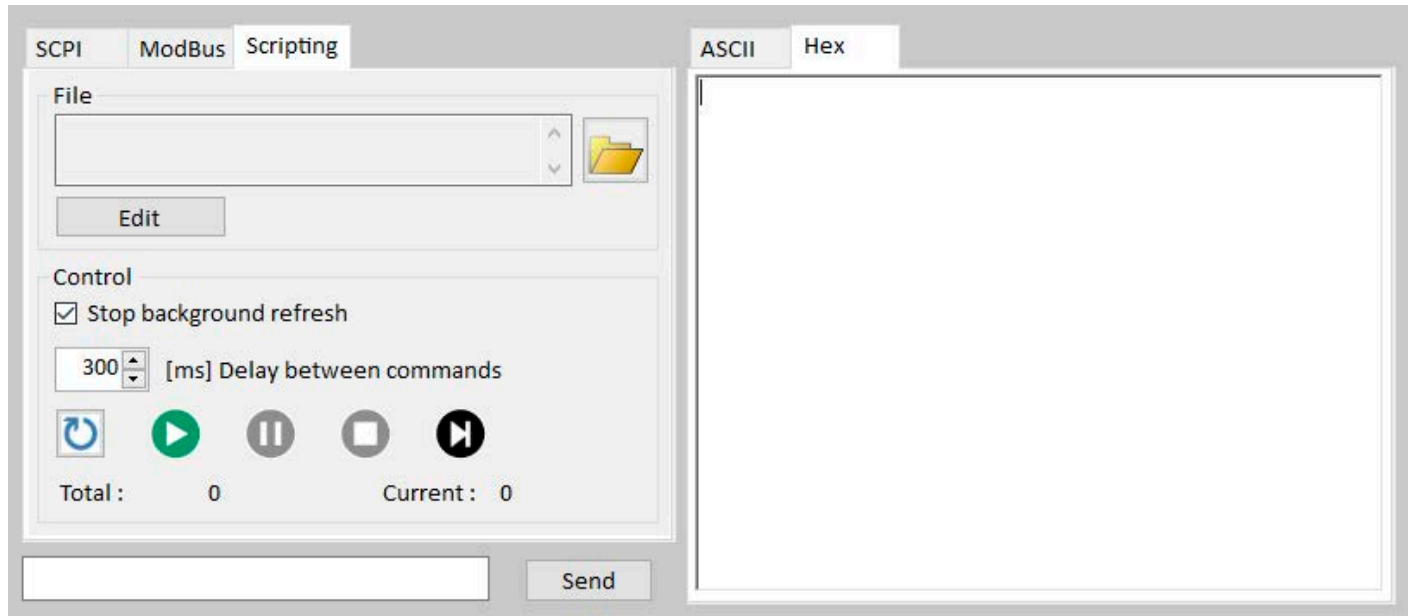 SCPI ModBus Scripting
File
Edit
Control
Stop background refresh
300 [ms] Delay between commands
Total : 0 Current : 0
Send
ASCII Hex